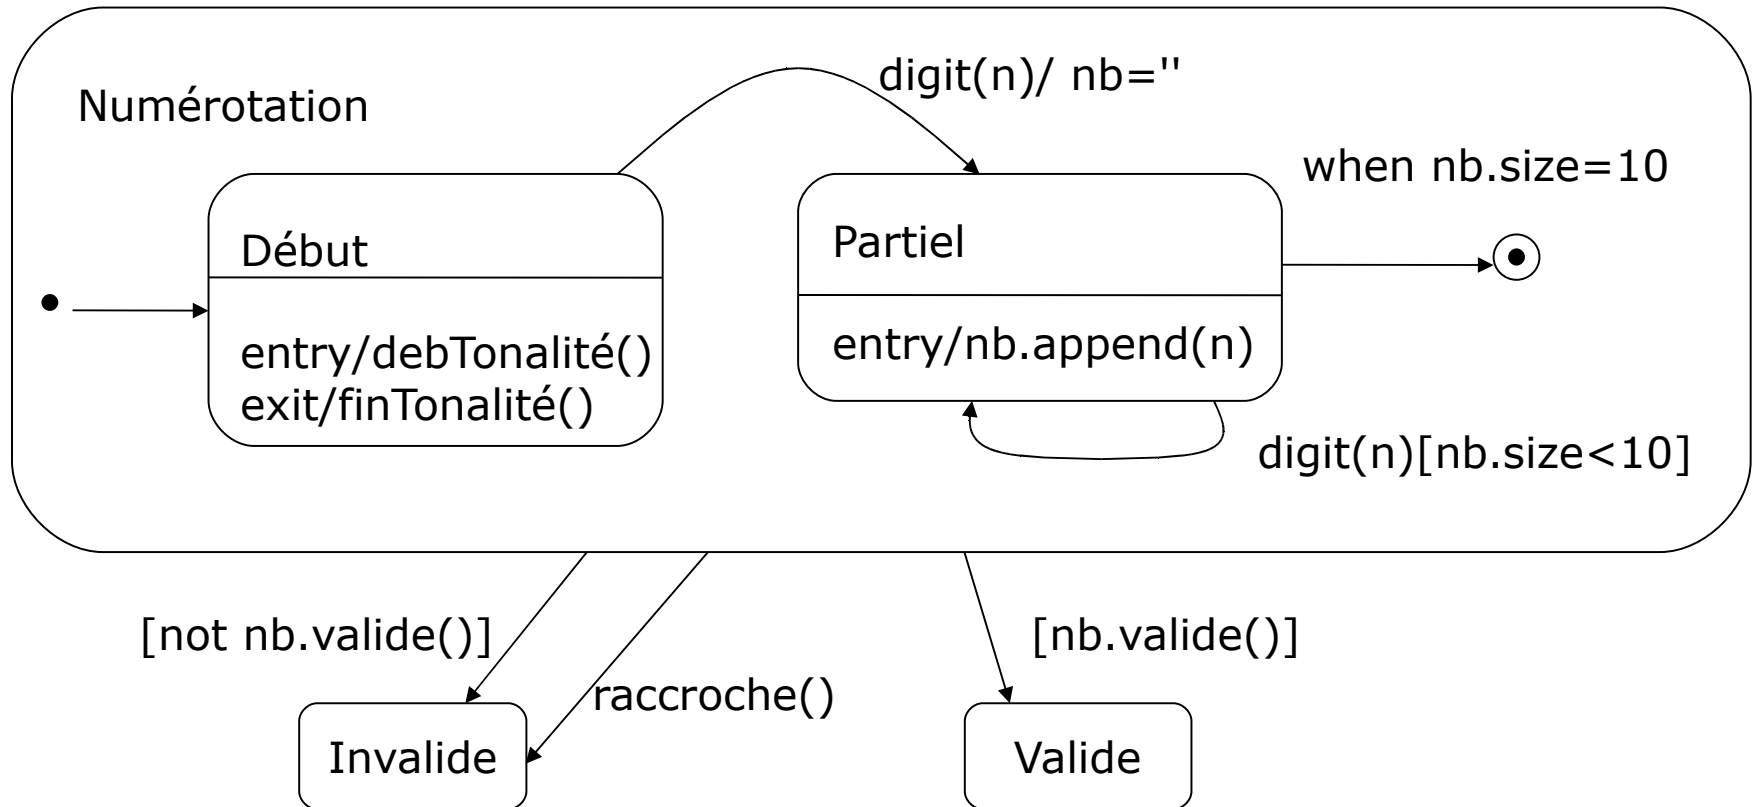 digit(n)/ nb=''
Numérotation
when nb.size=10
Début
Partiel
entry/debTonalité()
exit/finTonalité()
entry/nb.append(n)
digit(n)[nb.size<10]
[not nb.valide()]
[nb.valide()]
raccroche()
Invalide
Valide